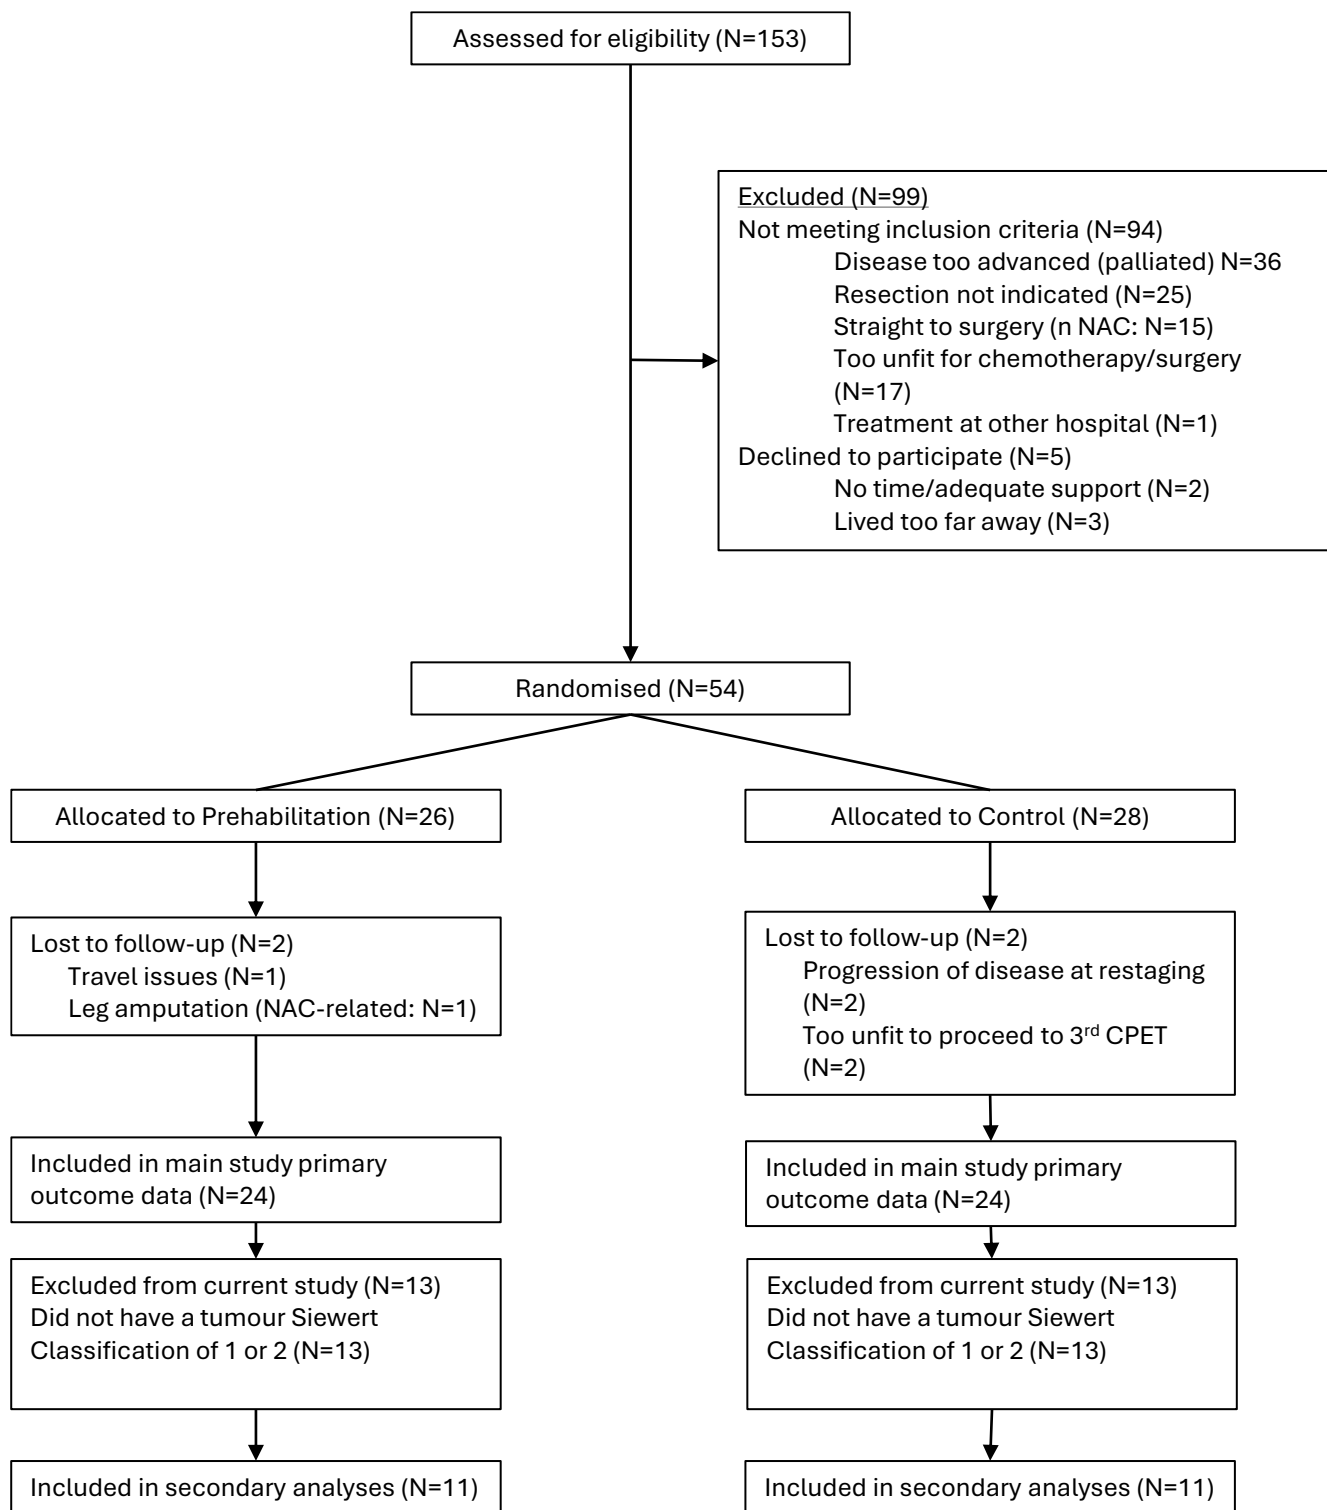 Assessed for eligibility (N=153)
Excluded (N=99)
Not meeting inclusion criteria (N=94)
Disease too advanced (palliated) N=36
Resection not indicated (N=25)
Straight to surgery (n NAC: N=15)
Too unfit for chemotherapy/surgery
(N=17)
Treatment at other hospital (N=1)
Declined to participate (N=5)
No time/adequate support (N=2)
Lived too far away (N=3)
Randomised (N=54)
Allocated to Prehabilitation (N=26)
Allocated to Control (N=28)
Lost to follow-up (N=2)
Travel issues (N=1)
Leg amputation (NAC-related: N=1)
Lost to follow-up (N=2)
Progression of disease at restaging
(N=2)
Too unfit to proceed to 3rd CPET
(N=2)
Included in main study primary
outcome data (N=24)
Included in main study primary
outcome data (N=24)
Excluded from current study (N=13)
Did not have a tumour Siewert
Classification of 1 or 2 (N=13)
Excluded from current study (N=13)
Did not have a tumour Siewert
Classification of 1 or 2 (N=13)
Included in secondary analyses (N=11)
Included in secondary analyses (N=11)